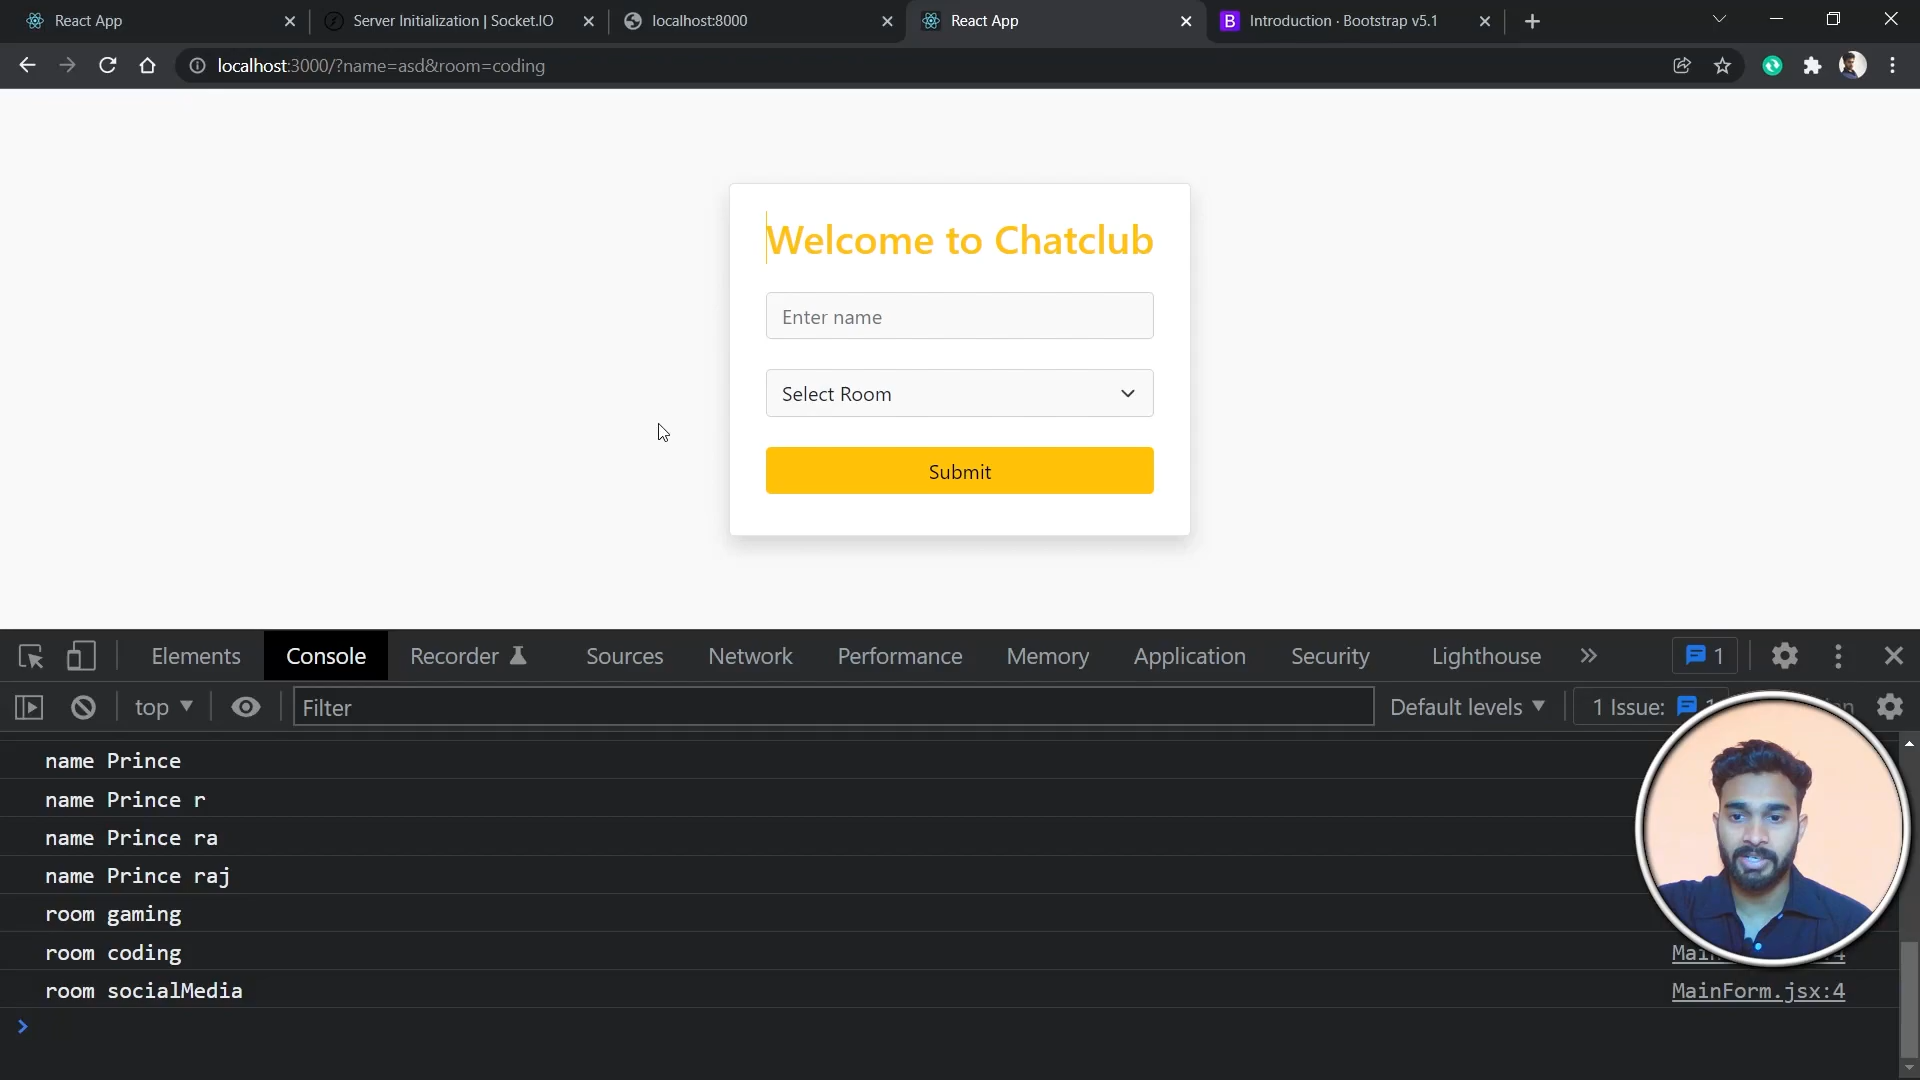 React App
Server Initialization | Socket.IO
localhost:8000
React App
B
Introduction · Bootstrap v5.1
localhost:3000/?name=asd&room=coding
Welcome to Chatclub
Enter name
Select Room
Submit
Elements
Console
Recorder
Sources
Network
Performance
Memory
Application
Security
Lighthouse
1
top
Filter
Default levels
1 Issue:
name Prince
name Prince r
name Prince ra
name Prince raj
room gaming
room coding
room socialMedia
MainForm.jsx:4